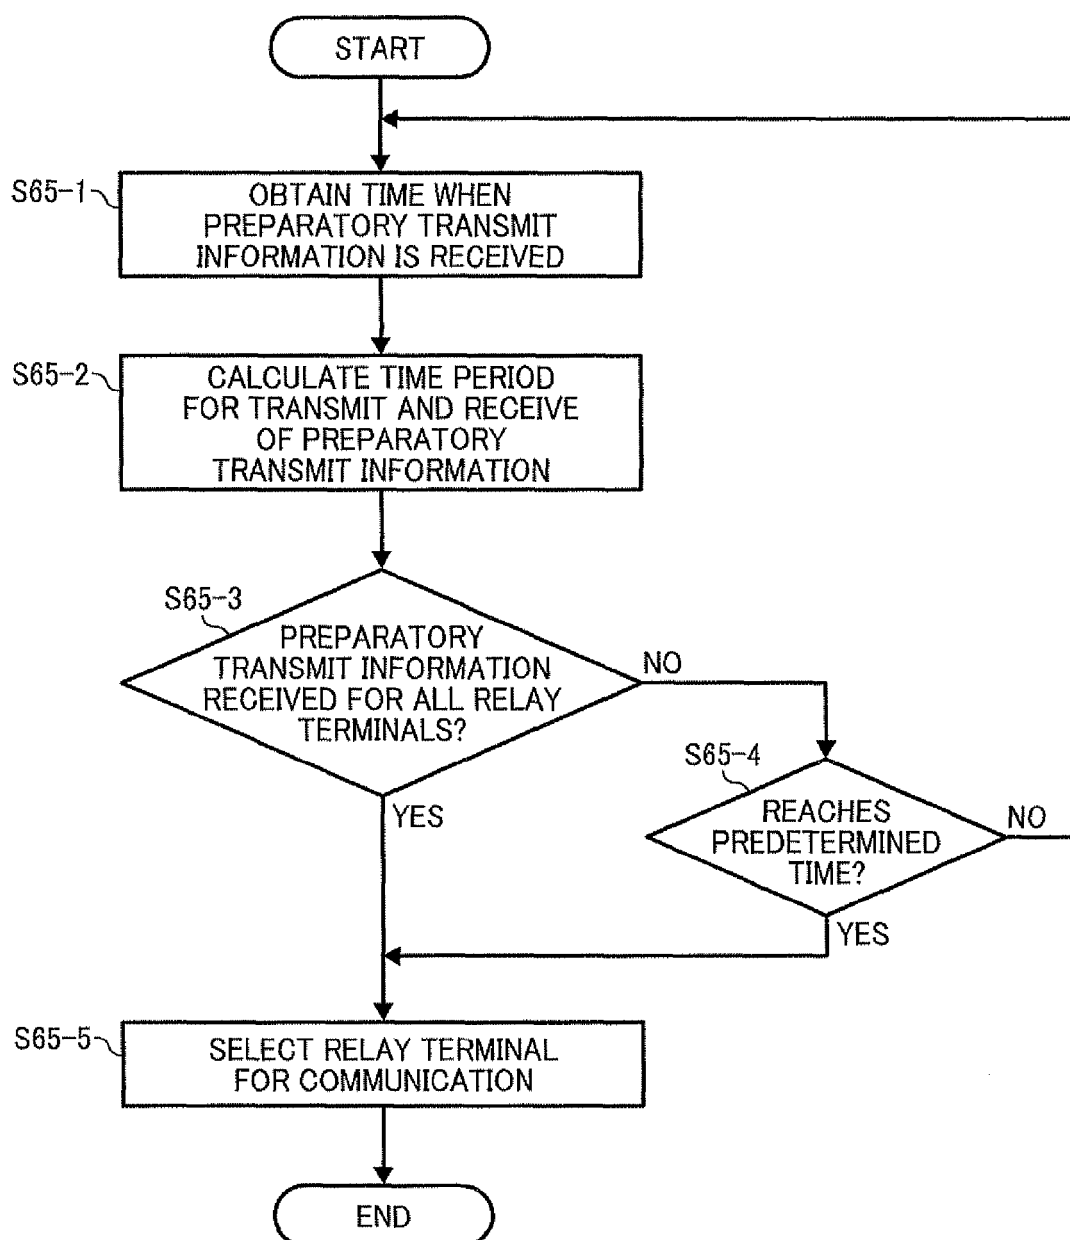 START
S65-1
OBTAIN TIME WHEN
PREPARATORY TRANSMIT
INFORMATION IS RECEIVED
S65-2
CALCULATE TIME PERIOD
FOR TRANSMIT AND RECEIVE
OF PREPARATORY
TRANSMIT INFORMATION
S65-3
PREPARATORY
TRANSMIT INFORMATION
RECEIVED FOR ALL RELAY
TERMINALS?
NO
YES
S65-4
REACHES
PREDETERMINED
TIME?
NO
YES
S65-5
SELECT RELAY TERMINAL
FOR COMMUNICATION
END